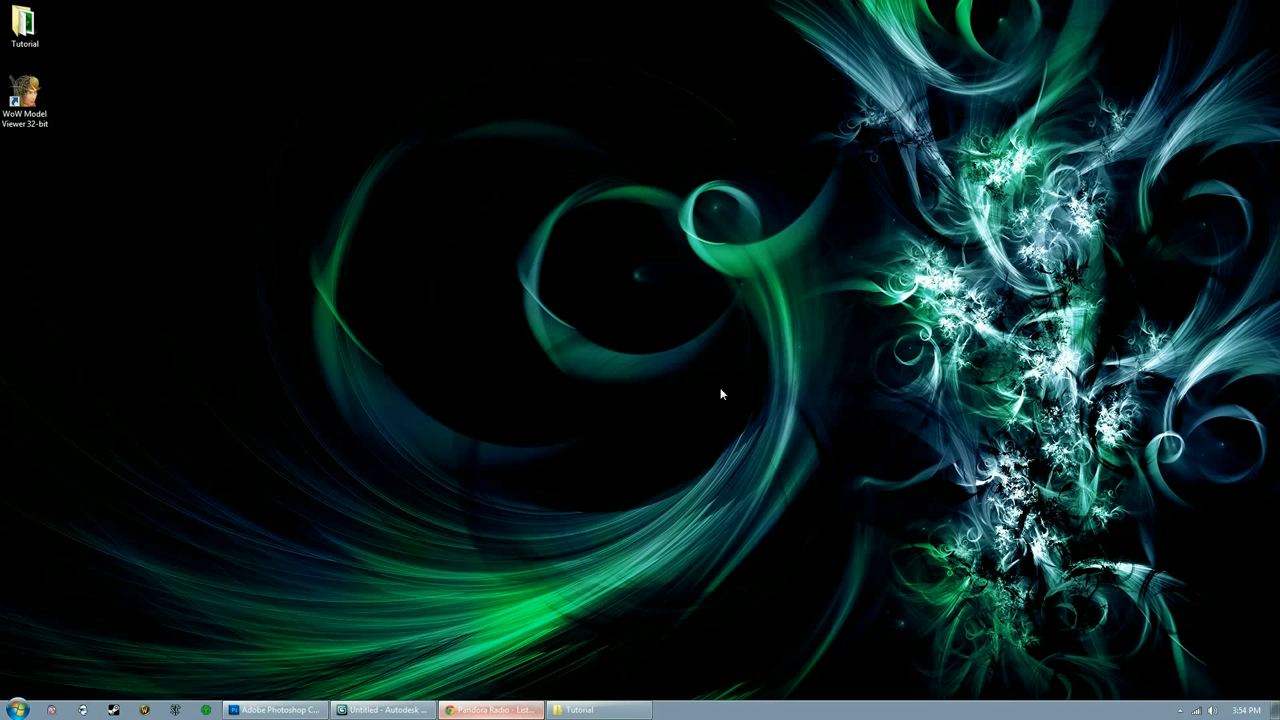 Tutorial
WoW Model
Viewer 32-bit
Adobe Photoshop C...
Untitled - Autodesk ...
Pandora Radio - List...
Tutorial
3:54 PM